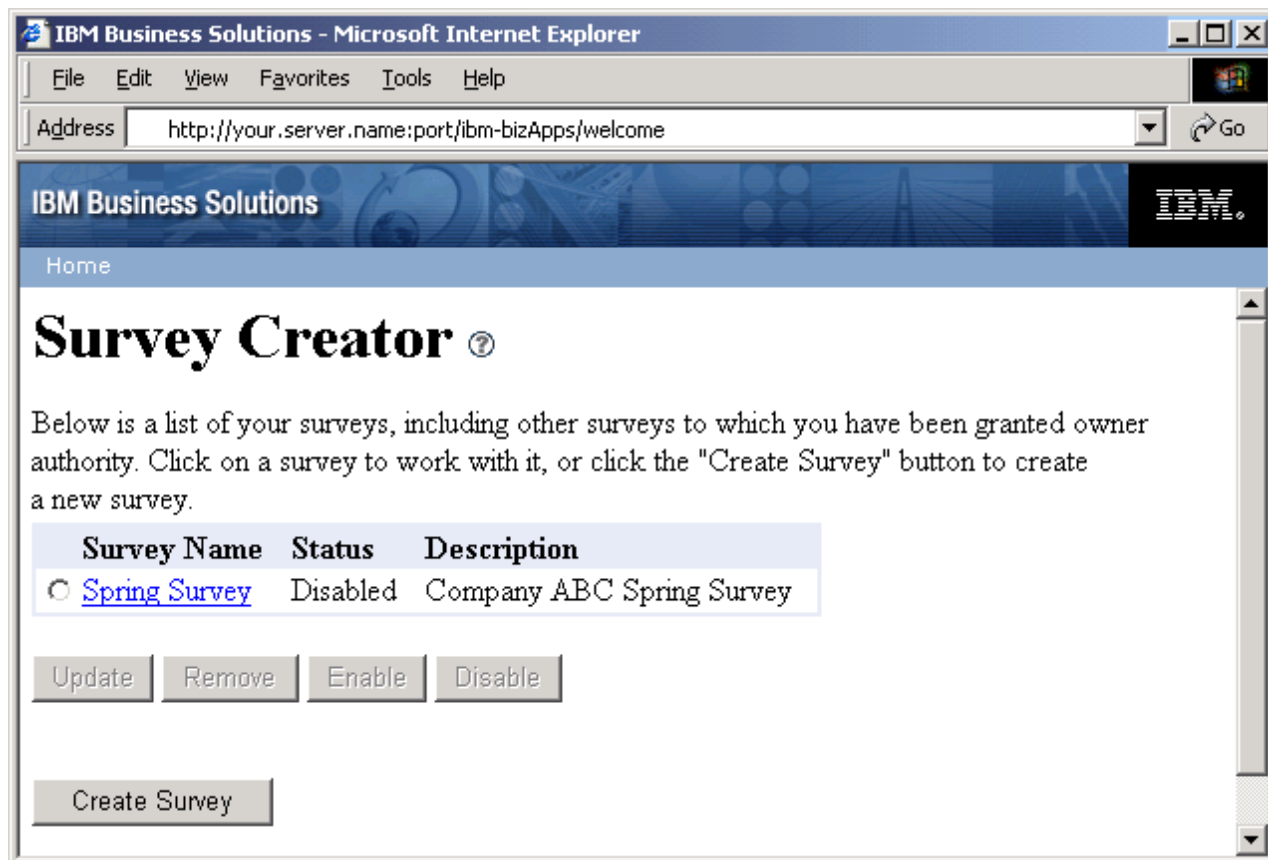 IBM Business Solutions - Microsoft Internet Explorer
File Edit View Favorites Tools Help
Address http://your.server.name:port/ibm-bizApps/welcome Go
IBM Business Solutions IBM.
Home
Survey Creator ?
Below is a list of your surveys, including other surveys to which you have been granted owner
authority. Click on a survey to work with it, or click the "Create Survey" button to create
a new survey.
Survey Name Status Description
Spring Survey Disabled Company ABC Spring Survey
Update Remove Enable Disable
Create Survey